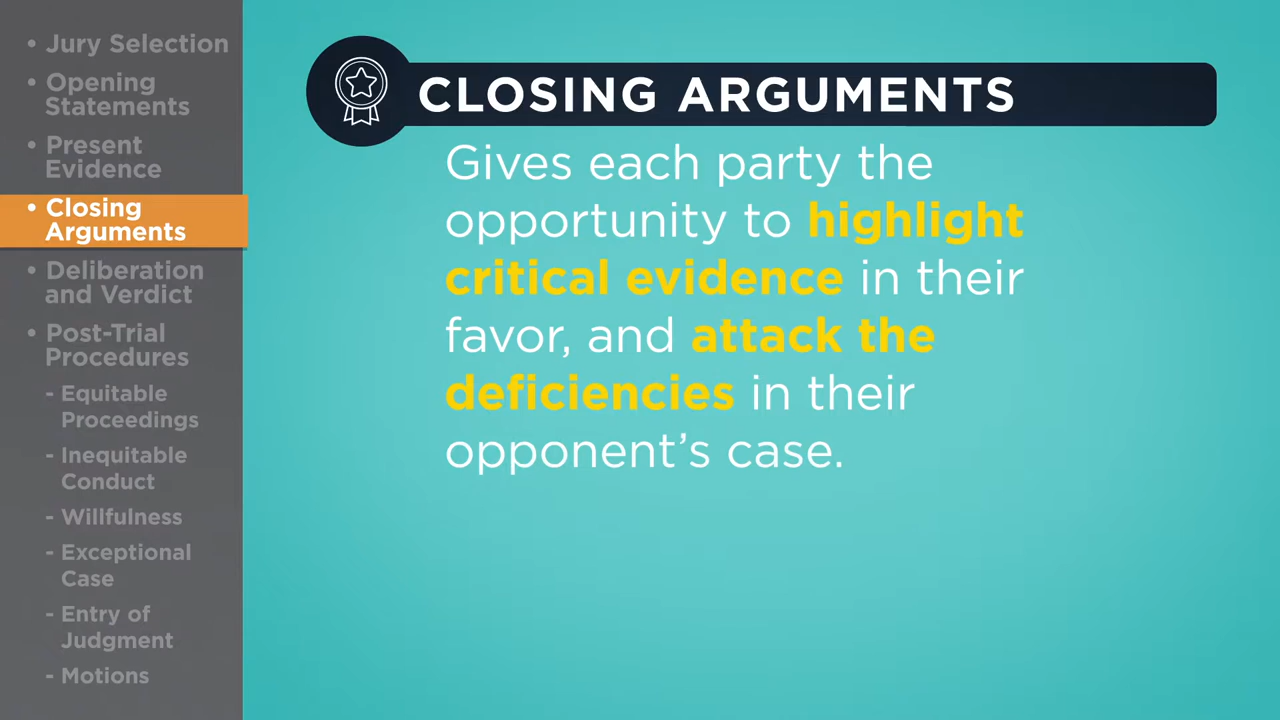 • Jury Selection
• Opening
Statements
• Present
Evidence
• Closing
Arguments
• Deliberation
and Verdict
• Post-Trial
Procedures
- Equitable
Proceedings
- Inequitable
Conduct
- Willfulness
- Exceptional
Case
- Entry of
Judgment
- Motions
CLOSING ARGUMENTS
Gives each party the
opportunity to highlight
critical evidence in their
favor, and attack the
deficiencies in their
opponent’s case.